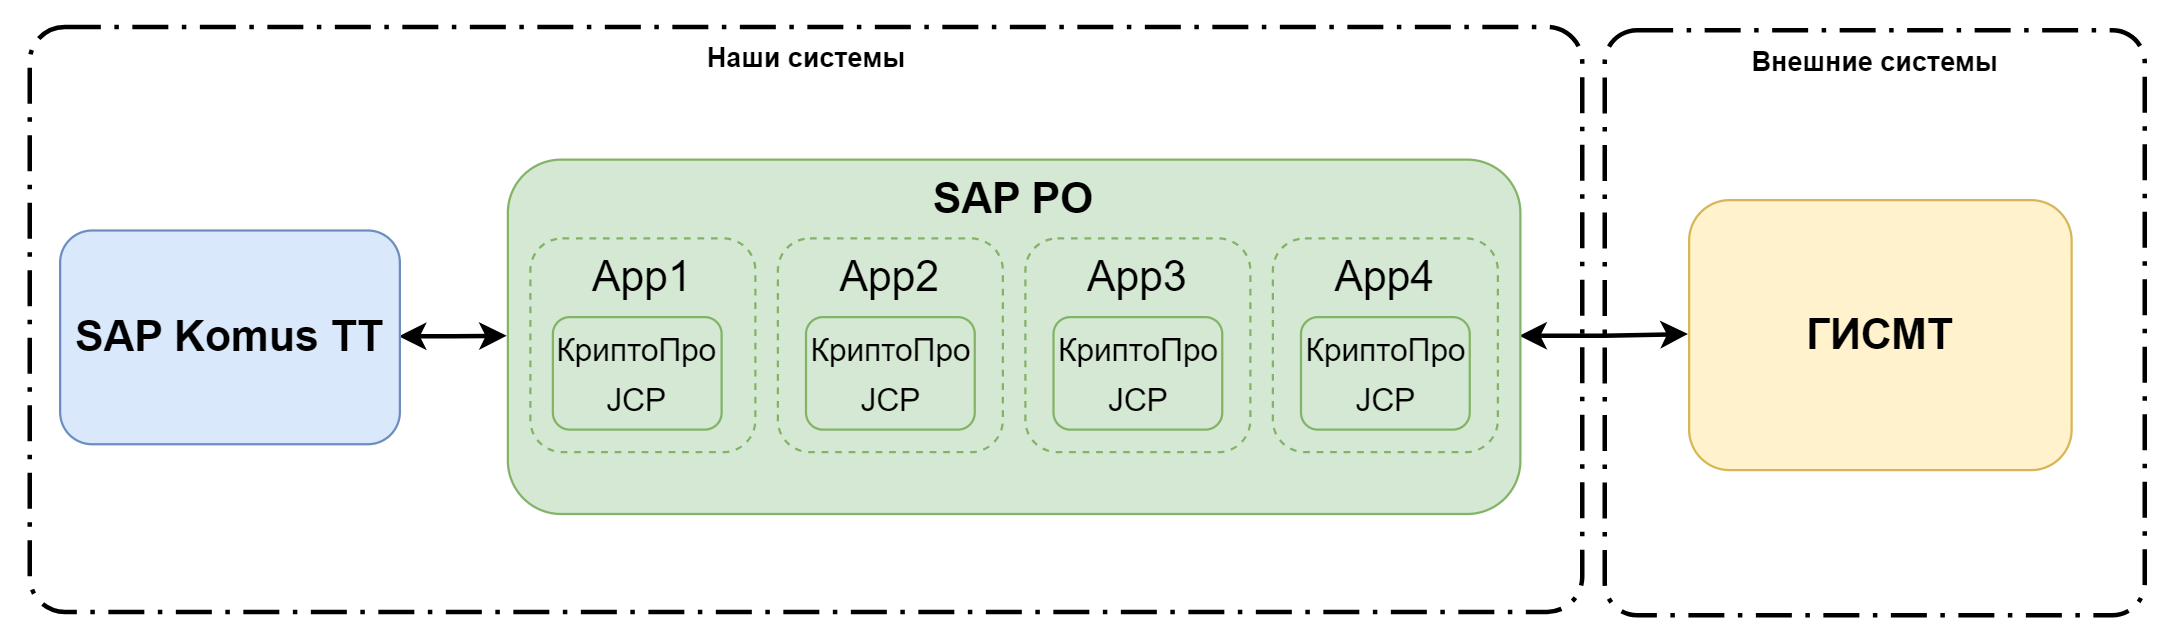 Наши системы
Внешние системы
SAP Komus TT
SAP PO
App1
КриптоПро
JCP
App2
КриптоПро
JCP
App3
КриптоПро
JCP
App4
КриптоПро
JCP
ГИСМТ